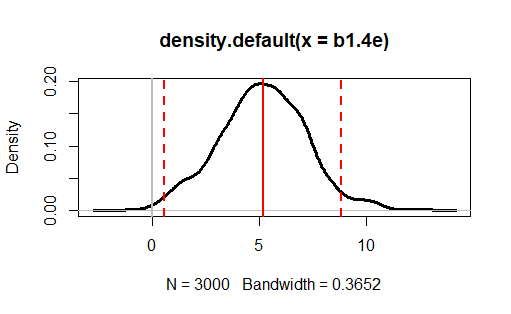 density.default(x = b1.4e)
Density
0.00 0.10 0.20
0 5 10
N = 3000 Bandwidth = 0.3652